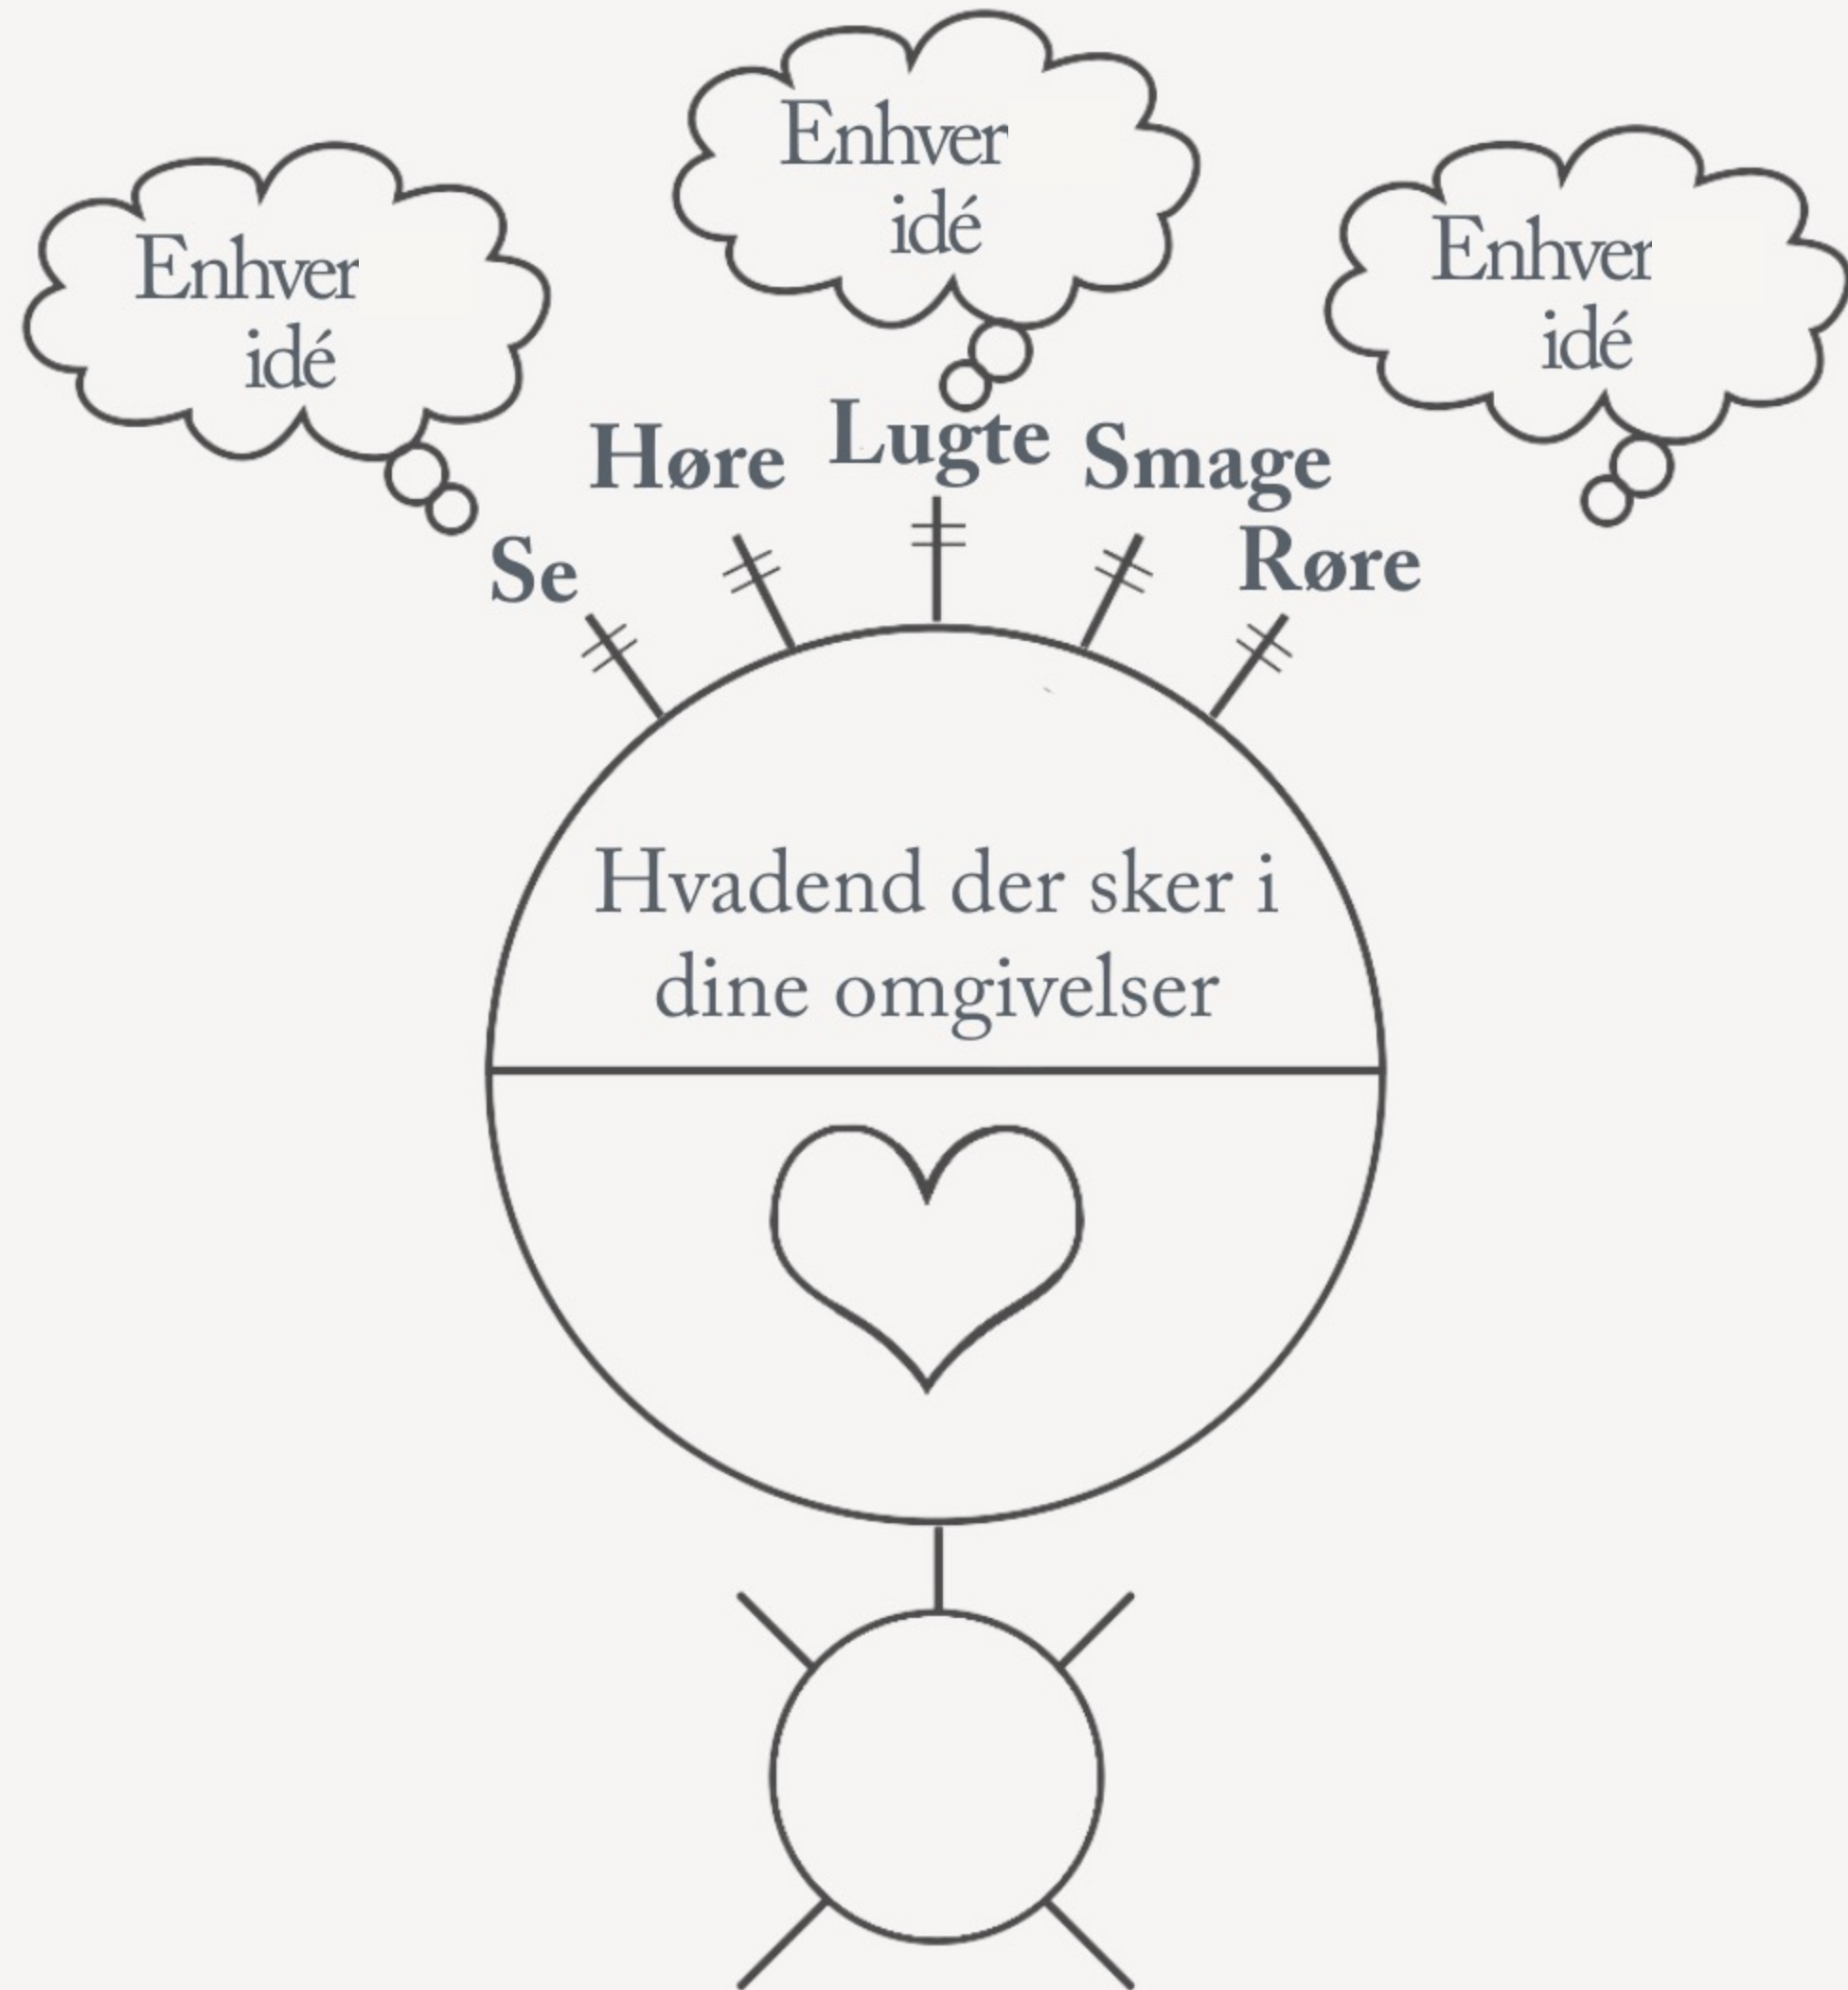 Enhver
idé
Enhver
idé
Enhver
idé
Se
Høre
Lugte
Smage
Røre
Hvadend der sker i
dine omgivelser